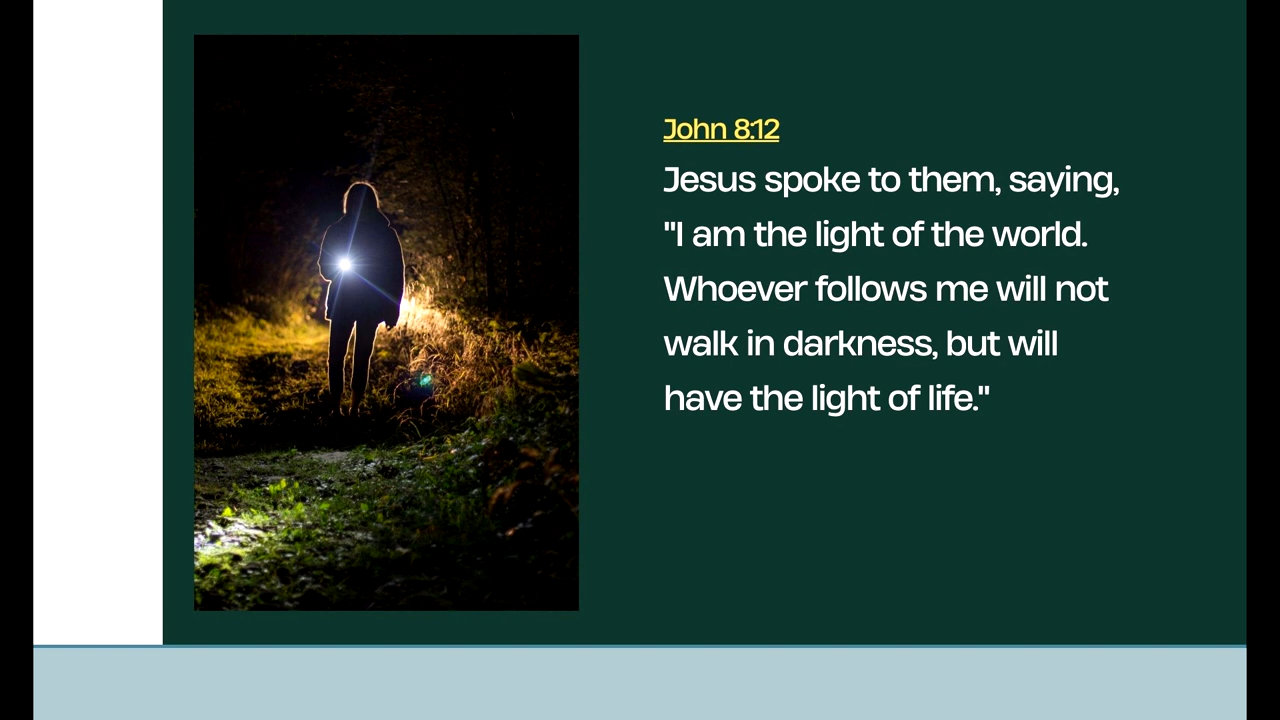 John 8:12
Jesus spoke to them, saying,
"I am the light of the world.
Whoever follows me will not
walk in darkness, but will
have the light of life."